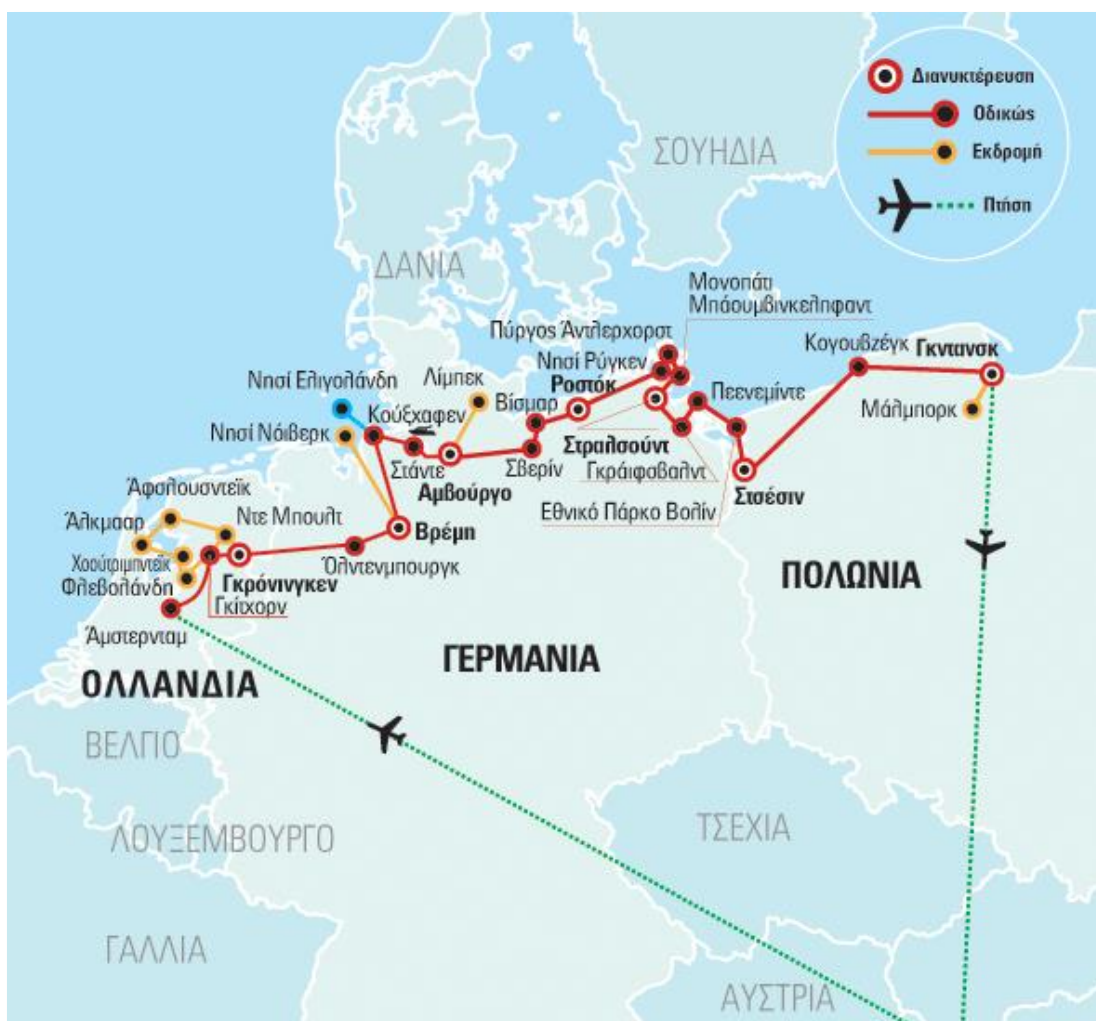 Διανυκτέρευση
Οδικώς
Εκδρομή
Πτήση
ΣΟΥΗΔΙΑ
ΔΑΝΙΑ
Μονοπάτι
Μπάουμβινκελπφαντ
Πύργος Άντλερχορστ
Νησί Ρύγκεν
Κογουβζέγκ
Γκντανσκ
Λίμπεκ
Ροστόκ
Νησί Ελιγολάνδη
Βίσμαρ
Πεενεμίντε
Κούξχαφεν
Μάλμπορκ
Νησί Νόιβερκ
Στράλσούντ
Στάντε
Σβερίν
Γκράιφσβαλντ
Αμβούργο
Στσέσιν
Εθνικό Πάρκο Βολίν
Άφσλουσντεϊκ
Άλκμααρ
Ντε Μπουλτ
Βρέμη
Χοούτριμπντεϊκ
Όλντενμπουργκ
Φλεβολάνδη
Γκρόνινγκεν
Γκίτχορν
ΠΟΛΩΝΙΑ
Άμστερνταμ
ΓΕΡΜΑΝΙΑ
ΟΛΛΑΝΔΙΑ
ΒΕΛΓΙΟ
ΤΣΕΧΙΑ
ΛΟΥΞΕΜΒΟΥΡΓΟ
ΓΑΛΛΙΑ
ΑΥΣΤΡΙΑ